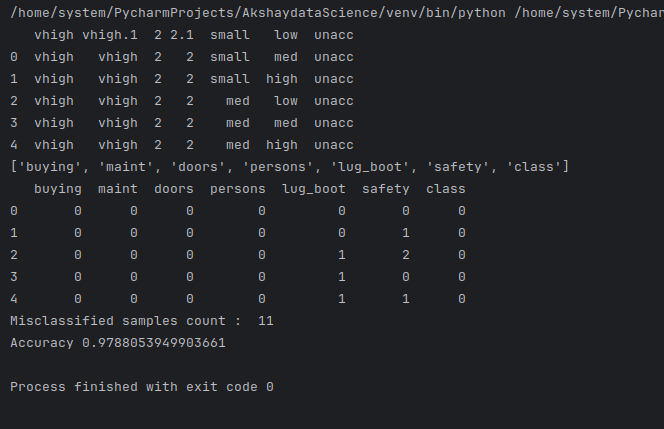 /home/system/PycharmProjects/AkshaydataScience/venv/bin/python /home/system/Pychar
vhigh vhigh.1 2 2.1 small low unacc
0 vhigh vhigh 2 2 small med unacc
1 vhigh vhigh 2 2 small high unacc
2 vhigh vhigh 2 2 med low unacc
3 vhigh vhigh 2 2 med med unacc
4 vhigh vhigh 2 2 med high unacc
['buying', 'maint', 'doors', 'persons', 'lug_boot', 'safety', 'class']
buying maint doors persons lug_boot safety class
0 0 0 0 0 0 0 0
1 0 0 0 0 0 1 0
2 0 0 0 0 1 2 0
3 0 0 0 0 1 0 0
4 0 0 0 0 1 1 0
Misclassified samples count :  11
Accuracy 0.9788053949903661
Process finished with exit code 0